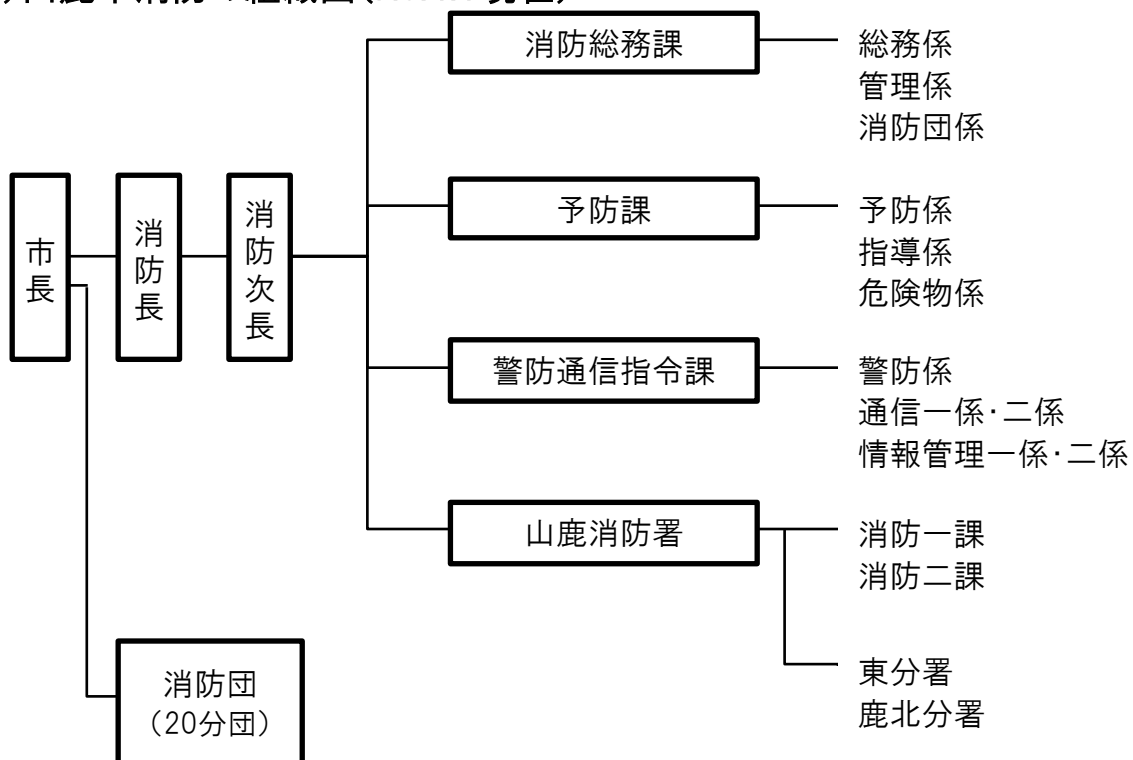 消防総務課
総務係
管理係
消防団係
市長
消防長
消防次長
予防課
予防係
指導係
危険物係
警防通信指令課
警防係
通信一係・二係
情報管理一係・二係
山鹿消防署
消防一課
消防二課
東分署
鹿北分署
消防団
（20分団）